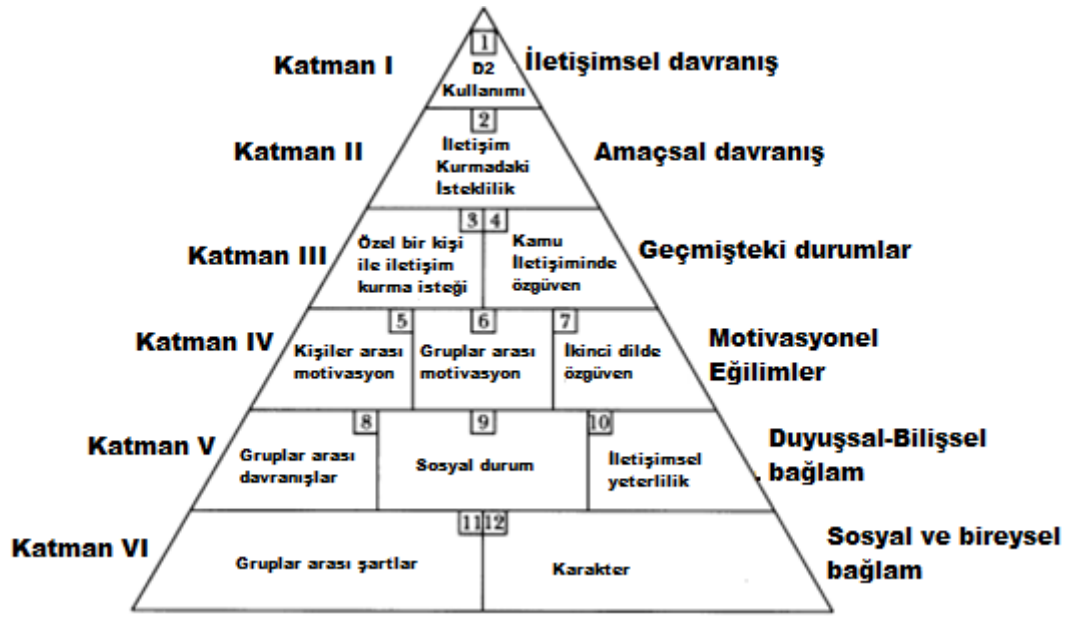 1
Katman I
İletişimsel davranış
D2
Kullanımı
2
Katman II
İletişim
Kurmadaki
İsteklilik
Amaçsal davranış
3 4
Katman III
Özel bir kişi
ile iletişim
kurma isteği
Kamu
İletişiminde
özgüven
Geçmişteki durumlar
5 6 7
Katman IV
Kişiler arası
motivasyon
Gruplar arası
motivasyon
İkinci dilde
özgüven
Motivasyonel
Eğilimler
8 9 10
Katman V
Gruplar arası
davranışlar
Sosyal durum
İletişimsel
yeterlilik
Duyuşsal-Bilişsel
bağlam
11 12
Katman VI
Gruplar arası şartlar
Karakter
Sosyal ve bireysel
bağlam